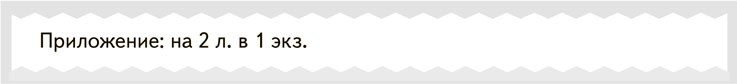 Приложение: на 2 л. в 1 экз.